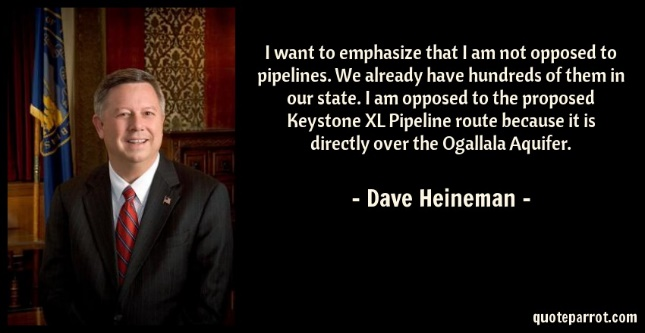 I want to emphasize that I am not opposed to
pipelines. We already have hundreds of them in
our state. I am opposed to the proposed
Keystone XL Pipeline route because it is
directly over the Ogallala Aquifer.
- Dave Heineman -
quoteparrot.com